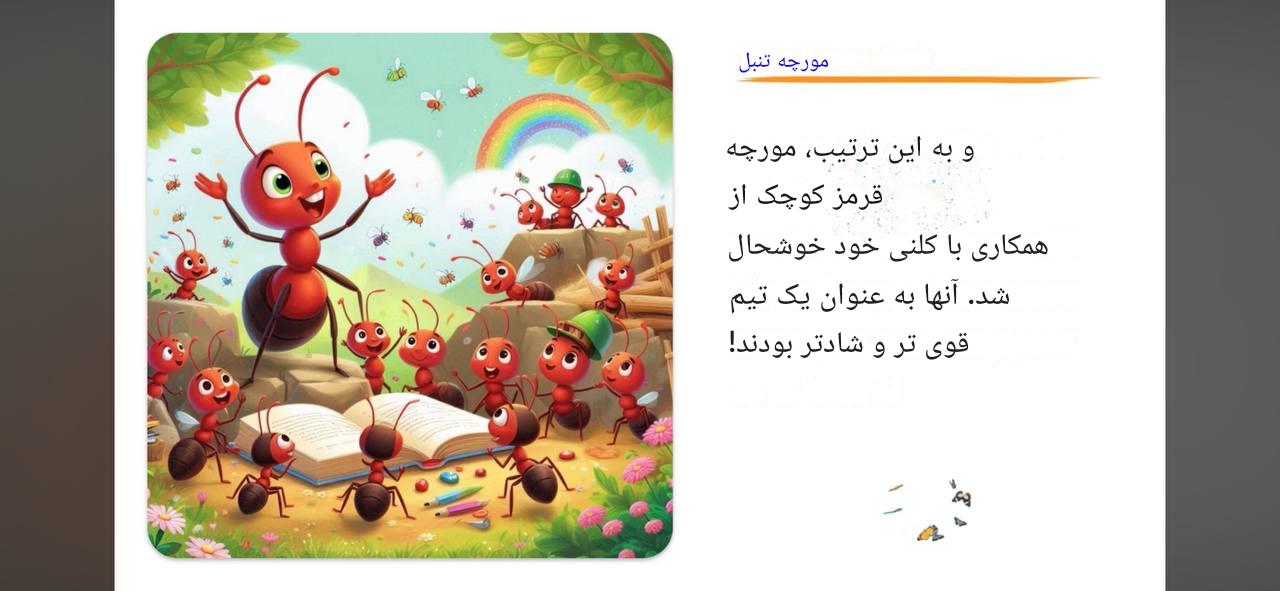 مورچه تنبل
و به این ترتیب، مورچه
قرمز کوچک از
همکاری با کلنی خود خوشحال
شد. آنها به عنوان یک تیم
قوی تر و شادتر بودند!